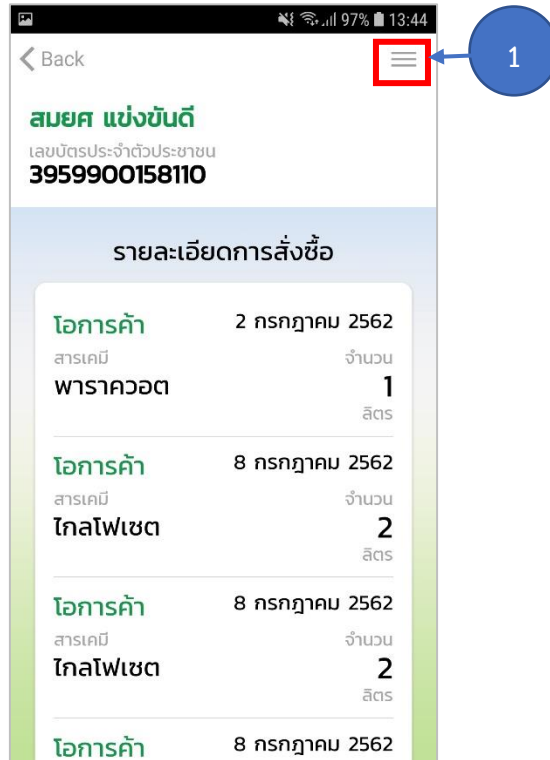 97% 13:44
Back
1
สมยศ แข่งขันดี
เลขบัตรประจำตัวประชาชน
3959900158110
รายละเอียดการสั่งซื้อ
โอการค้า 2 กรกฎาคม 2562
สารเคมี จำนวน
พาราควอต 1
ลิตร
โอการค้า 8 กรกฎาคม 2562
สารเคมี จำนวน
ไกลโฟเซต 2
ลิตร
โอการค้า 8 กรกฎาคม 2562
สารเคมี จำนวน
ไกลโฟเซต 2
ลิตร
โอการค้า 8 กรกฎาคม 2562